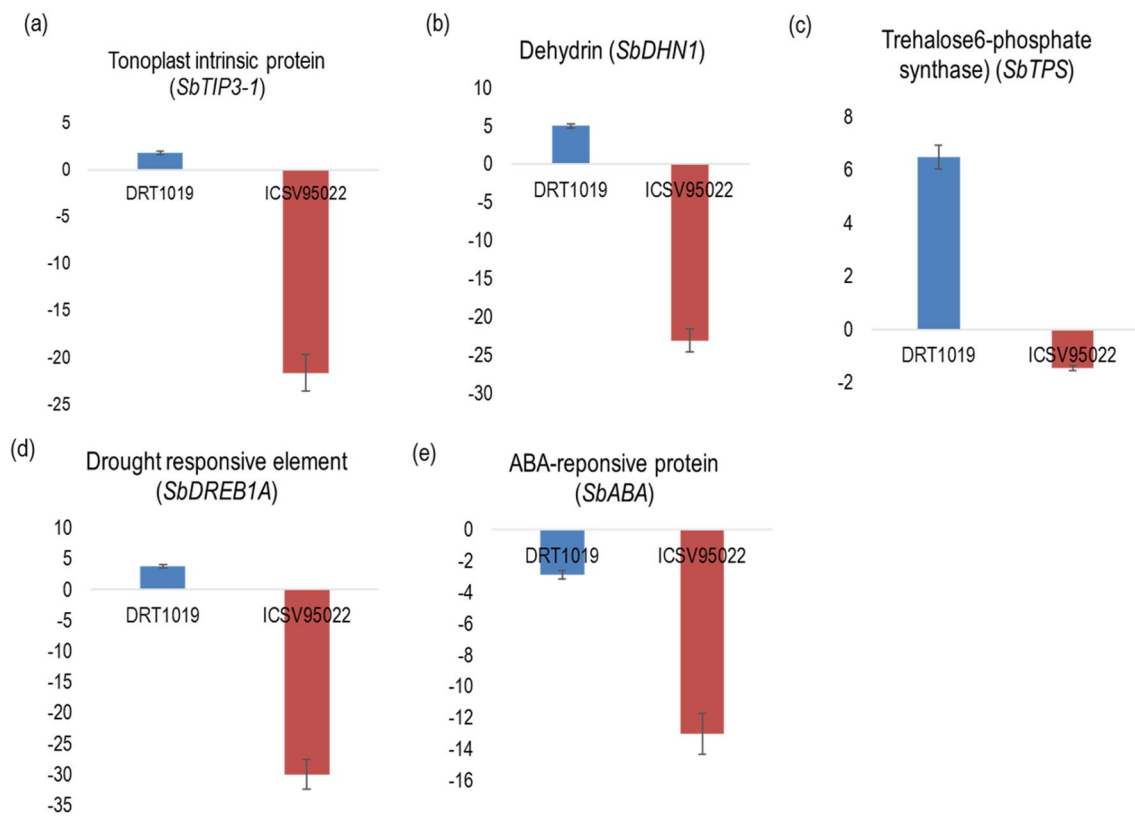 (a)
Tonoplast intrinsic protein
(SbTIP3-1)
5
0
-5
-10
-15
-20
-25
DRT1019
ICSV95022
(b)
Dehydrin (SbDHN1)
10
5
0
-5
-10
-15
-20
-25
-30
DRT1019
ICSV95022
(c)
Trehalose6-phosphate
synthase) (SbTPS)
8
6
4
2
0
-2
DRT1019
ICSV95022
(d)
Drought responsive element
(SbDREB1A)
10
5
0
-5
-10
-15
-20
-25
-30
-35
DRT1019
ICSV95022
(e)
ABA-reponsive protein
(SbABA)
0
-2
-4
-6
-8
-10
-12
-14
-16
DRT1019
ICSV95022